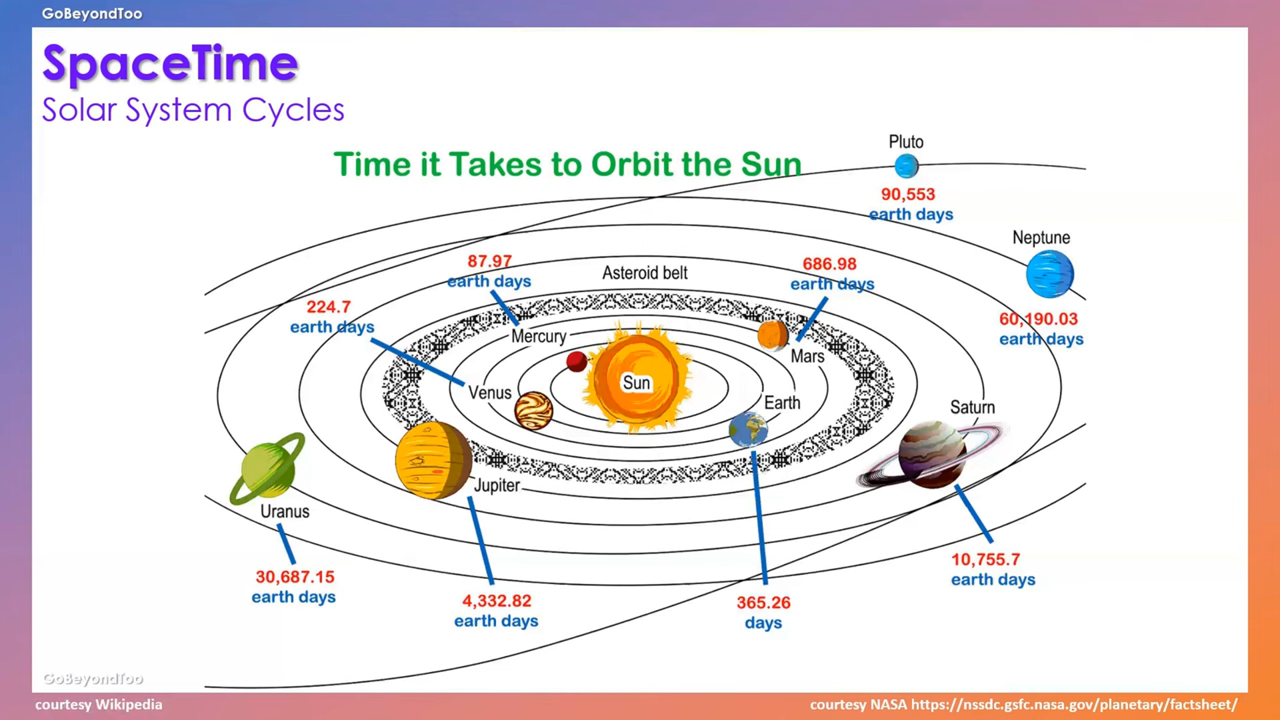 GoBeyondToo
SpaceTime
Solar System Cycles
Time it Takes to Orbit the Sun
Pluto
90,553
earth days
Neptune
60,190.03
earth days
87.97
earth days
Asteroid belt
686.98
earth days
224.7
earth days
Mercury
Mars
Sun
Venus
Earth
Saturn
Jupiter
Uranus
10,755.7
earth days
30,687.15
earth days
4,332.82
earth days
365.26
days
GoBeyondToo
courtesy Wikipedia
courtesy NASA https://nssdc.gsfc.nasa.gov/planetary/factsheet/